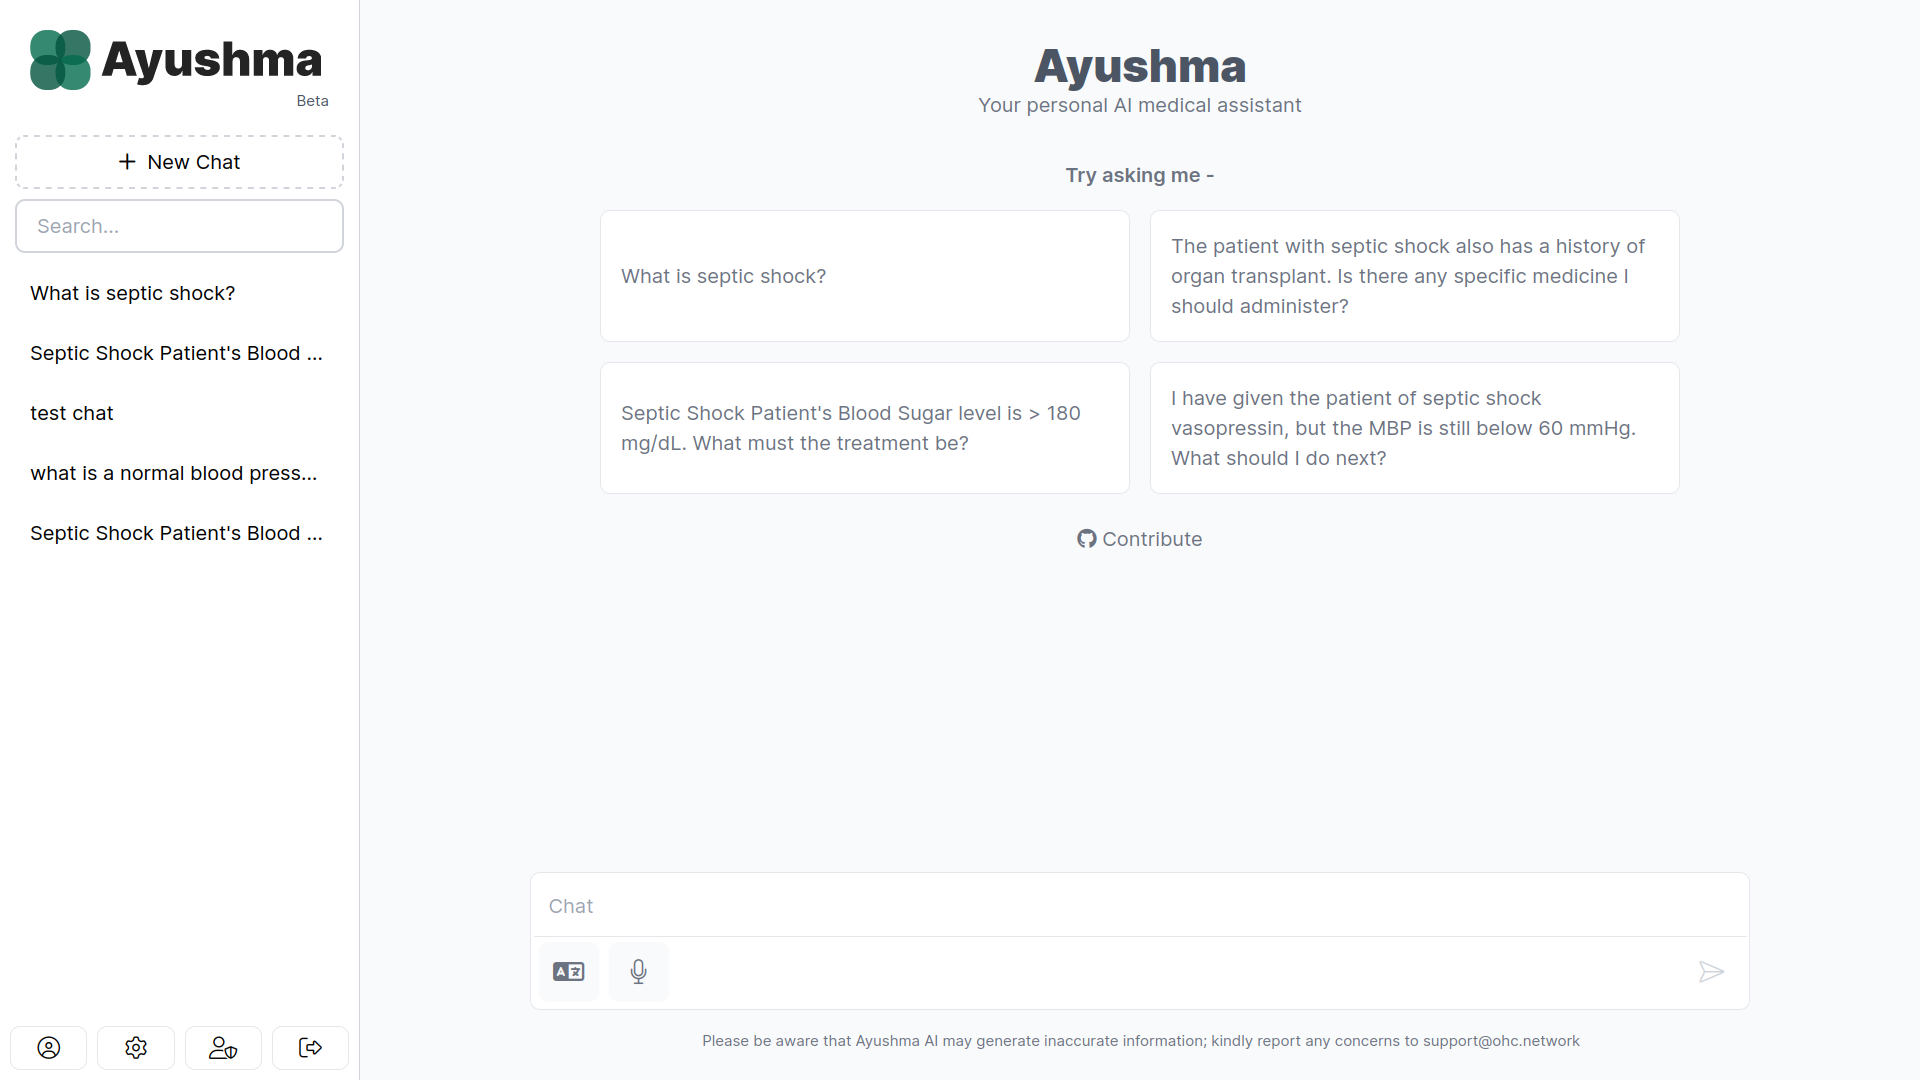 Ayushma
Beta
New Chat
Search...
What is septic shock?
Septic Shock Patient's Blood ...
test chat
what is a normal blood press...
Septic Shock Patient's Blood ...
Ayushma
Your personal AI medical assistant
Try asking me -
What is septic shock?
The patient with septic shock also has a history of
organ transplant. Is there any specific medicine I
should administer?
Septic Shock Patient's Blood Sugar level is > 180
mg/dL. What must the treatment be?
I have given the patient of septic shock
vasopressin, but the MBP is still below 60 mmHg.
What should I do next?
Contribute
Chat
Please be aware that Ayushma AI may generate inaccurate information; kindly report any concerns to support@ohc.network